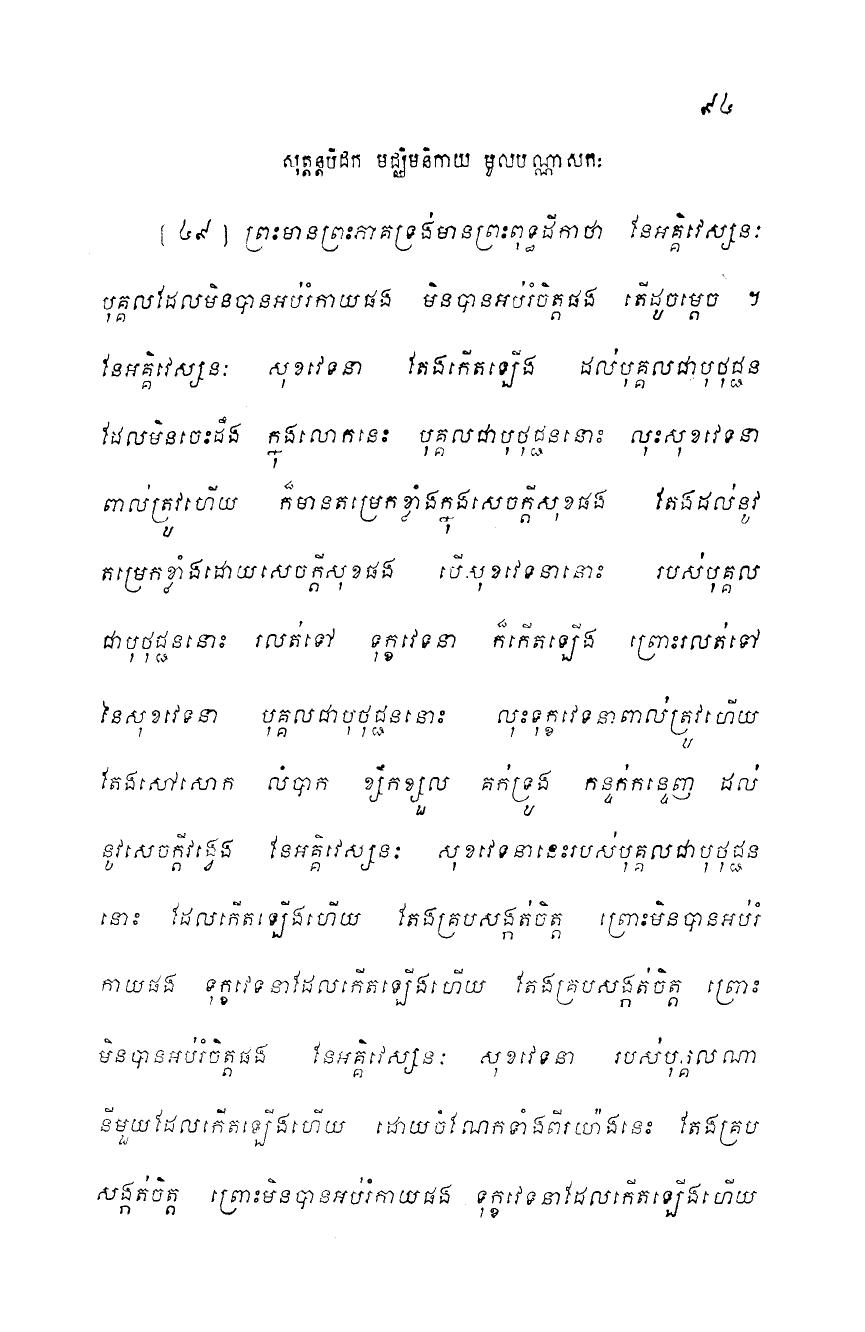 ៩៤
សុត្តន្តបិដក មជ្ឈិមនិកាយ មូលបណ្ណាសកៈ
[ ៤៩ ] ព្រះមានព្រះភាគទ្រង់មានព្រះពុទ្ធដីកាថា នែអគ្គិវេស្សនៈ
បុគ្គលដែលមិនបានអប់រំកាយផង មិនបានអប់រំចិត្តផង តើដូចម្តេច ។
នែអគ្គិវេស្សនៈ សុខវេទនា តែងកើតឡើង ដល់បុគ្គលជាបុថុជ្ជន
ដែលមិនចេះដឹង ក្នុងលោកនេះ បុគ្គលជាបុថុជ្ជននោះ លុះសុខវេទនា
ពាល់ត្រូវហើយ ក៏មានតម្រេកខ្លាំងក្នុងសេចក្តីសុខផង តែងដល់នូវ
តម្រេកខ្លាំងដោយសេចក្តីសុខផង បើសុខវេទនានោះ របស់បុគ្គល
ជាបុថុជ្ជននោះ រលត់ទៅ ទុក្ខវេទនា ក៏កើតឡើង ព្រោះរលត់ទៅ
នៃសុខវេទនា បុគ្គលជាបុថុជ្ជននោះ លុះទុក្ខវេទនាពាល់ត្រូវហើយ
តែងសៅសោក លំបាក ខ្សឹកខ្សួល គក់ទ្រូង កន្ទក់កន្ទេញ ដល់
នូវសេចក្តីវង្វេង នែអគ្គិវេស្សនៈ សុខវេទនានេះរបស់បុគ្គលជាបុថុជ្ជន
នោះ ដែលកើតឡើងហើយ តែងគ្របសង្កត់ចិត្ត ព្រោះមិនបានអប់រំ
កាយផង ទុក្ខវេទនាដែលកើតឡើងហើយ តែងគ្របសង្កត់ចិត្ត ព្រោះ
មិនបានអប់រំចិត្តផង នែអគ្គិវេស្សនៈ សុខវេទនា របស់បុគ្គលណា
នីមួយដែលកើតឡើងហើយ ដោយចំណែកទាំងពីរយ៉ាងនេះ តែងគ្រប
សង្កត់ចិត្ត ព្រោះមិនបានអប់រំកាយផង ទុក្ខវេទនាដែលកើតឡើងហើយ